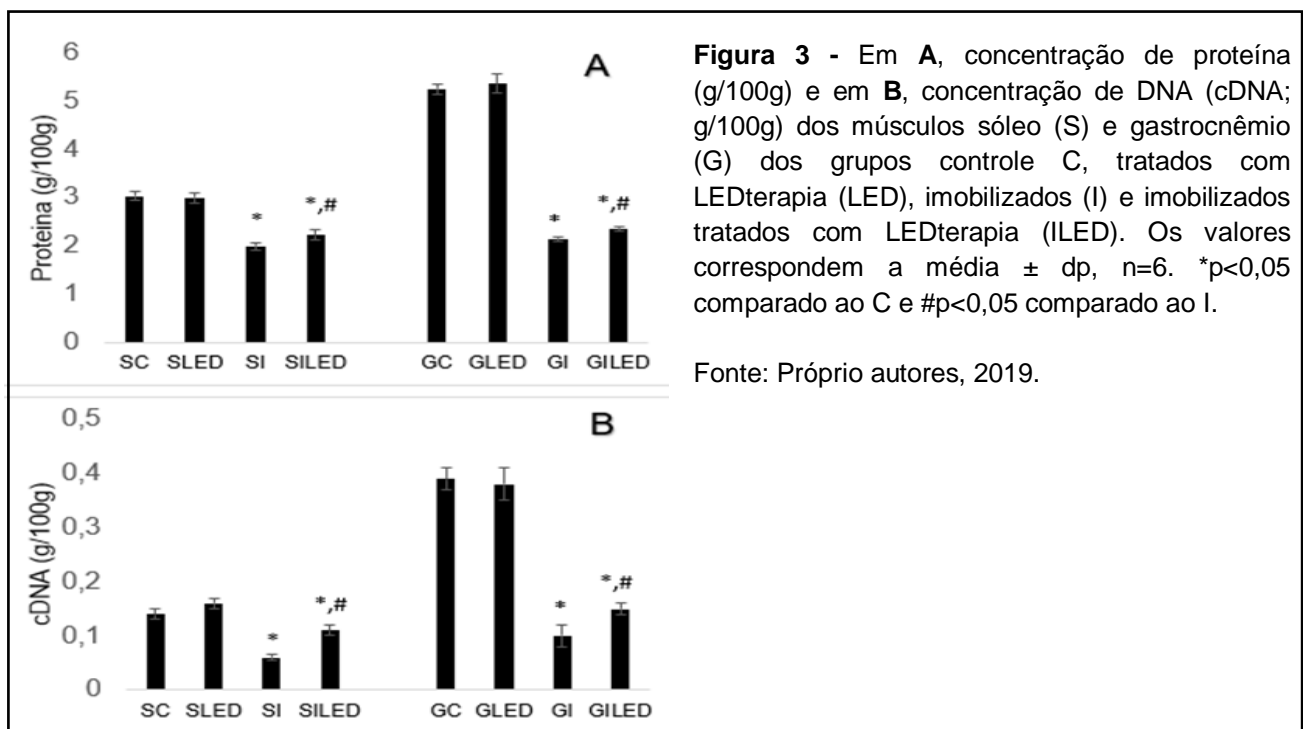 6
5
4
3
2
1
0
Proteina (g/100g)
A
*
*,#
*
*,#
SC SLED SI SILED GC GLED GI GILED
0,5
0,4
0,3
0,2
0,1
0
cDNA (g/100g)
B
*
*,#
*
*,#
SC SLED SI SILED GC GLED GI GILED
Figura 3 - Em A, concentração de proteína
(g/100g) e em B, concentração de DNA (cDNA;
g/100g) dos músculos sóleo (S) e gastrocnêmio
(G) dos grupos controle C, tratados com
LEDterapia (LED), imobilizados (I) e imobilizados
tratados com LEDterapia (ILED). Os valores
correspondem a média ± dp, n=6. *p<0,05
comparado ao C e #p<0,05 comparado ao I.
Fonte: Próprio autores, 2019.